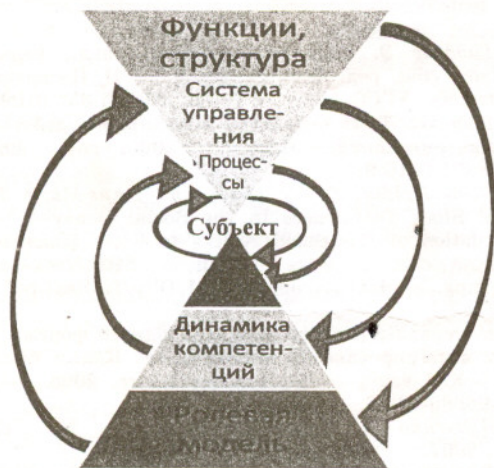 Функции,
структура
Система
управле-
ния
Процес-
сы
Субъект
Динамика
компетен-
ций
Ролевая
модель